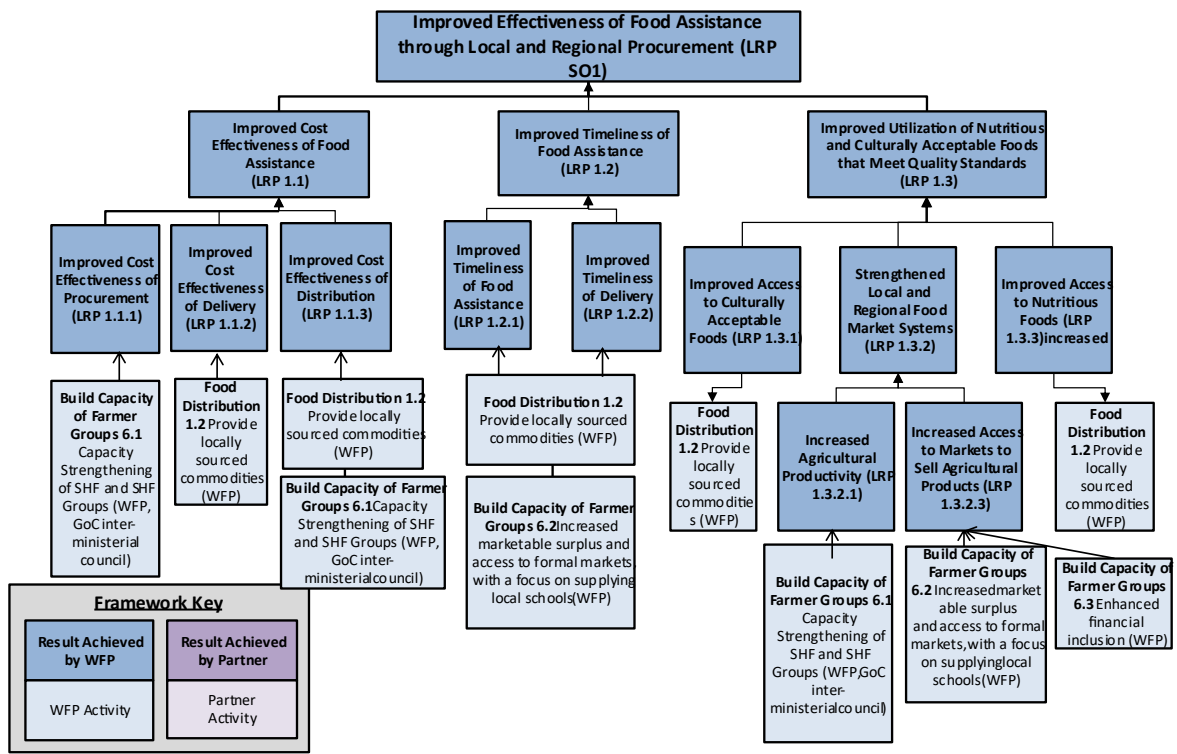 Improved Effectiveness of Food Assistance
through Local and Regional Procurement (LRP
SO1)
Improved Cost
Effectiveness of Food
Assistance
(LRP 1.1)
Improved Timeliness of
Food Assistance
(LRP 1.2)
Improved Utilization of Nutritious
and Culturally Acceptable Foods
that Meet Quality Standards
(LRP 1.3)
Improved Cost
Effectiveness of
Procurement
(LRP 1.1.1)
Improved
Cost
Effectiveness
of Delivery
(LRP 1.1.2)
Improved Cost
Effectiveness of
Distribution
(LRP 1.1.3)
Improved
Timeliness
of Food
Assistance
(LRP 1.2.1)
Improved
Timeliness
of Delivery
(LRP 1.2.2)
Improved Access
to Culturally
Acceptable
Foods (LRP 1.3.1)
Strengthened
Local and
Regional Food
Market Systems
(LRP 1.3.2)
Improved Access
to Nutritious
Foods (LRP
1.3.3)increased
Build Capacity
of Farmer
Groups 6.1
Capacity
Strengthening
of SHF and SHF
Groups (WFP,
GoC inter-
ministerial
council)
Food
Distribution
1.2 Provide
locally
sourced
commodities
(WFP)
Food Distribution 1.2
Provide locally
sourced commodities
(WFP)
Build Capacity of Farmer
Groups 6.1Capacity
Strengthening of SHF
and SHF Groups (WFP,
GoC inter-
ministerialcouncil)
Food Distribution 1.2
Provide locally sourced
commodities (WFP)
Build Capacity of Farmer
Groups 6.2Increased
marketable surplus and
access to formal markets,
with a focus on supplying
local schools(WFP)
Food
Distribution
1.2 Provide
locally
sourced
commoditie
s (WFP)
Increased
Agricultural
Productivity (LRP
1.3.2.1)
Increased Access
to Markets to
Sell Agricultural
Products (LRP
1.3.2.3)
Food
Distribution
1.2 Provide
locally
sourced
commodities
(WFP)
Build Capacity of
Farmer Groups 6.1
Capacity
Strengthening of
SHF and SHF
Groups (WFP,GoC
inter-
ministerialcouncil)
Build Capacity of
Farmer Groups
6.2 Increasedmarket
able surplus
and access to formal
markets,with a focus
on supplyinglocal
schools(WFP)
Build Capacity of
Farmer Groups
6.3 Enhanced
financial
inclusion (WFP)
Framework Key
Result Achieved
by WFP
Result Achieved
by Partner
WFP Activity
Partner
Activity